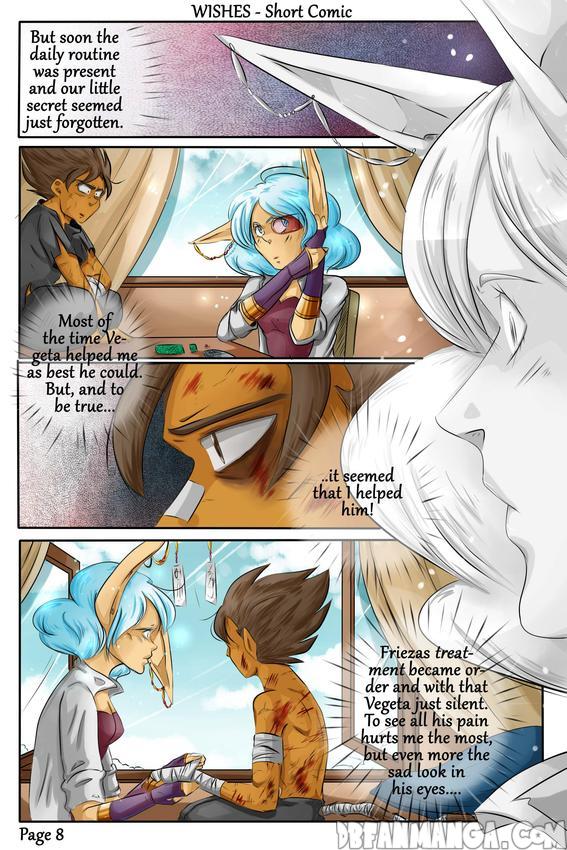 WISHES - Short Comic
But soon the
daily routine
was present
and our little
secret seemed
just forgotten.
Most of
the time Ve-
geta helped me
as best he could.
But, and to
be true...
..it seemed
that I helped
him!
Friezas treat-
ment became or-
der and with that
Vegeta just silent.
To see all his pain
hurts me the most,
but even more the
sad look in
his eyes....
Page 8
DBFANMANGA.COM